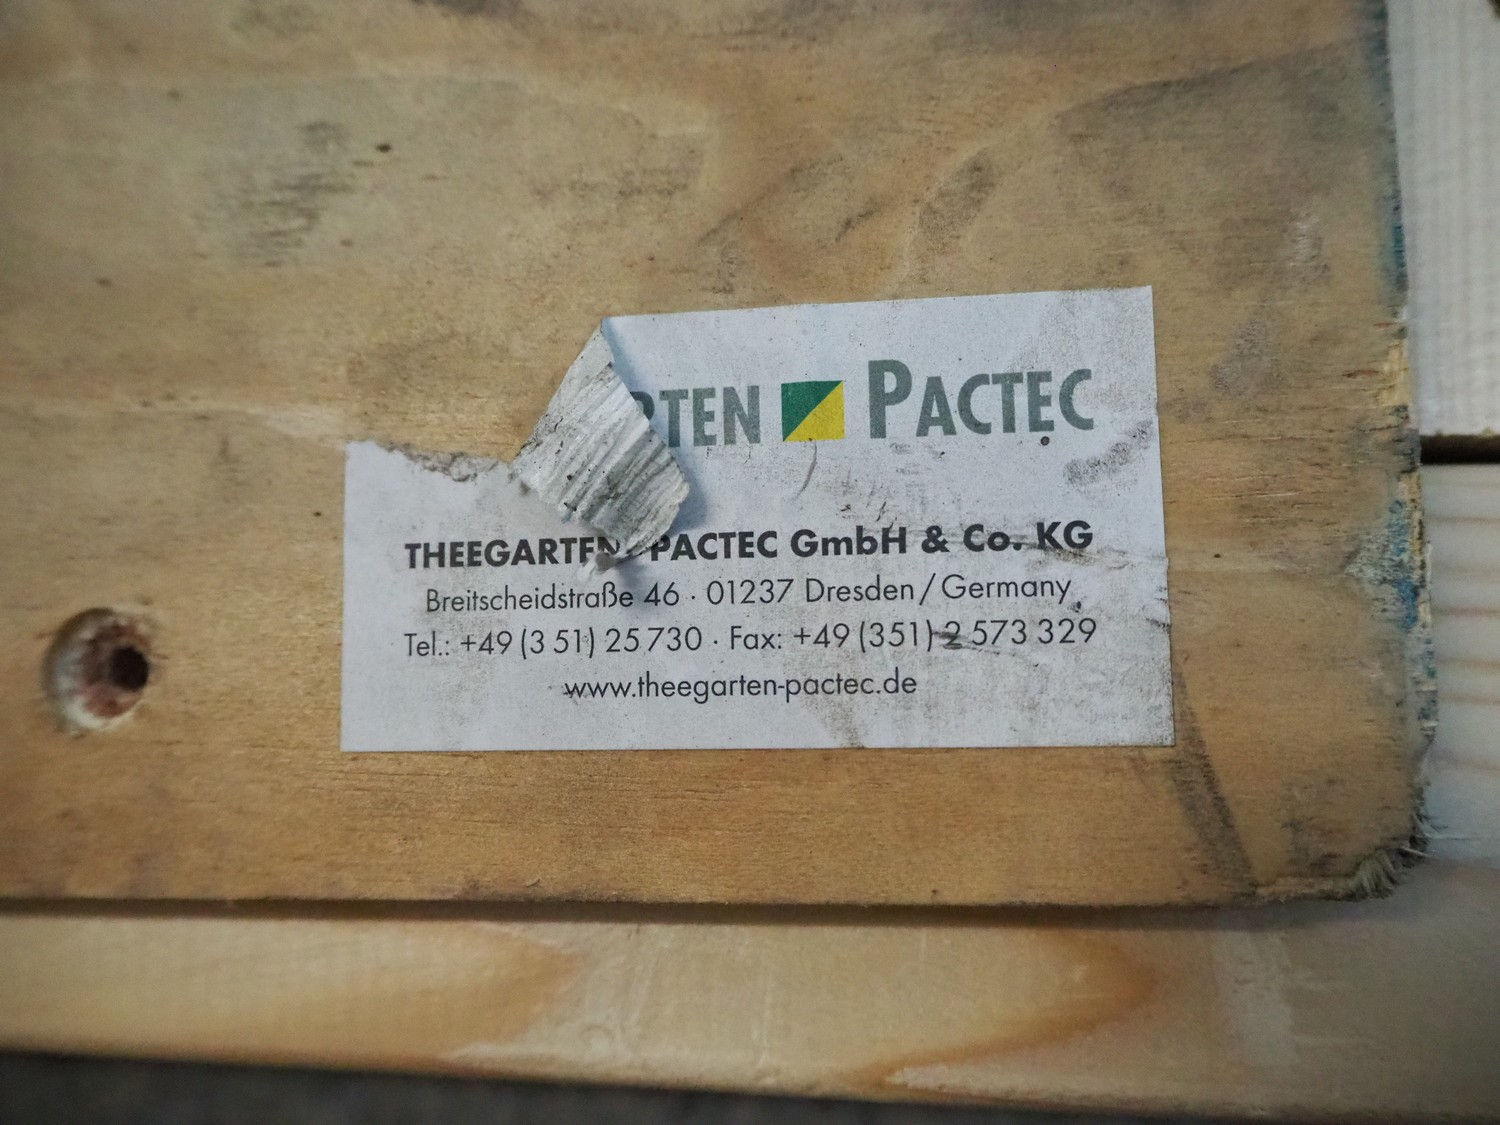 RTEN PACTEC
THEEGARTEN-PACTEC GmbH & Co. KG
Breitscheidstraße 46 · 01237 Dresden/Germany
Tel.: +49 (3 51) 25 730 · Fax: +49 (351) 2 573 329
www.theegarten-pactec.de